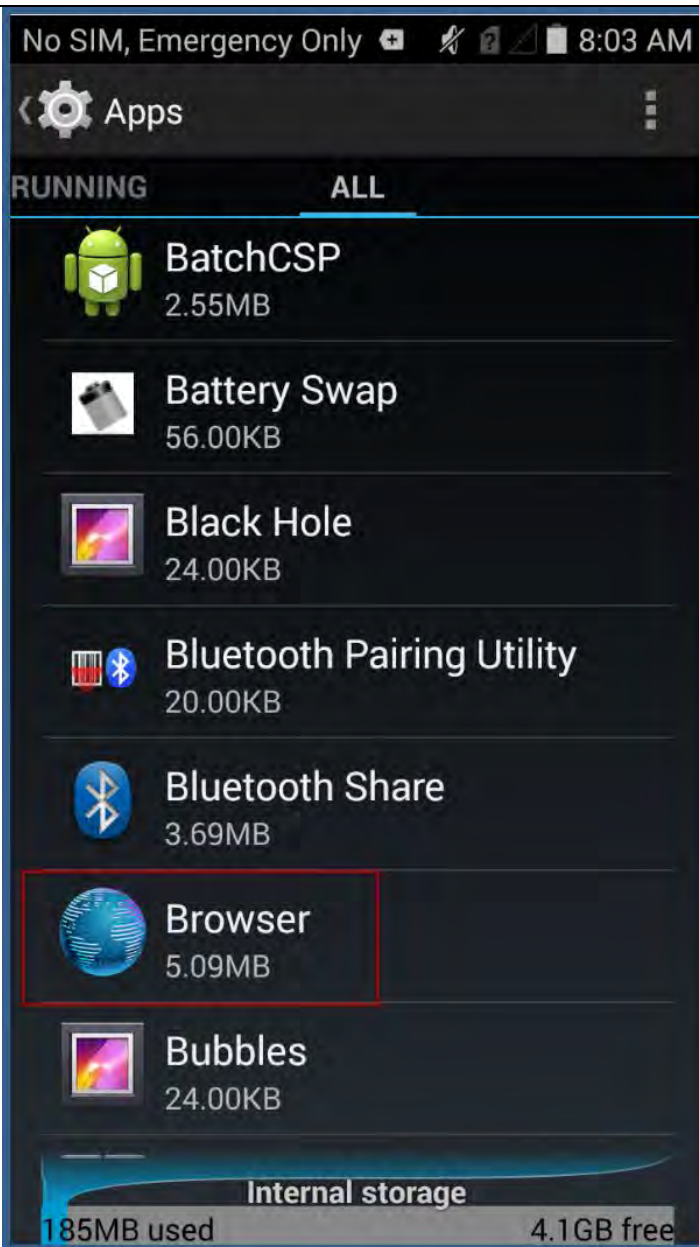 No SIM, Emergency Only 8:03 AM
Apps
RUNNING ALL
BatchCSP
2.55MB
Battery Swap
56.00KB
Black Hole
24.00KB
Bluetooth Pairing Utility
20.00KB
Bluetooth Share
3.69MB
Browser
5.09MB
Bubbles
24.00KB
Internal storage
185MB used 4.1GB free